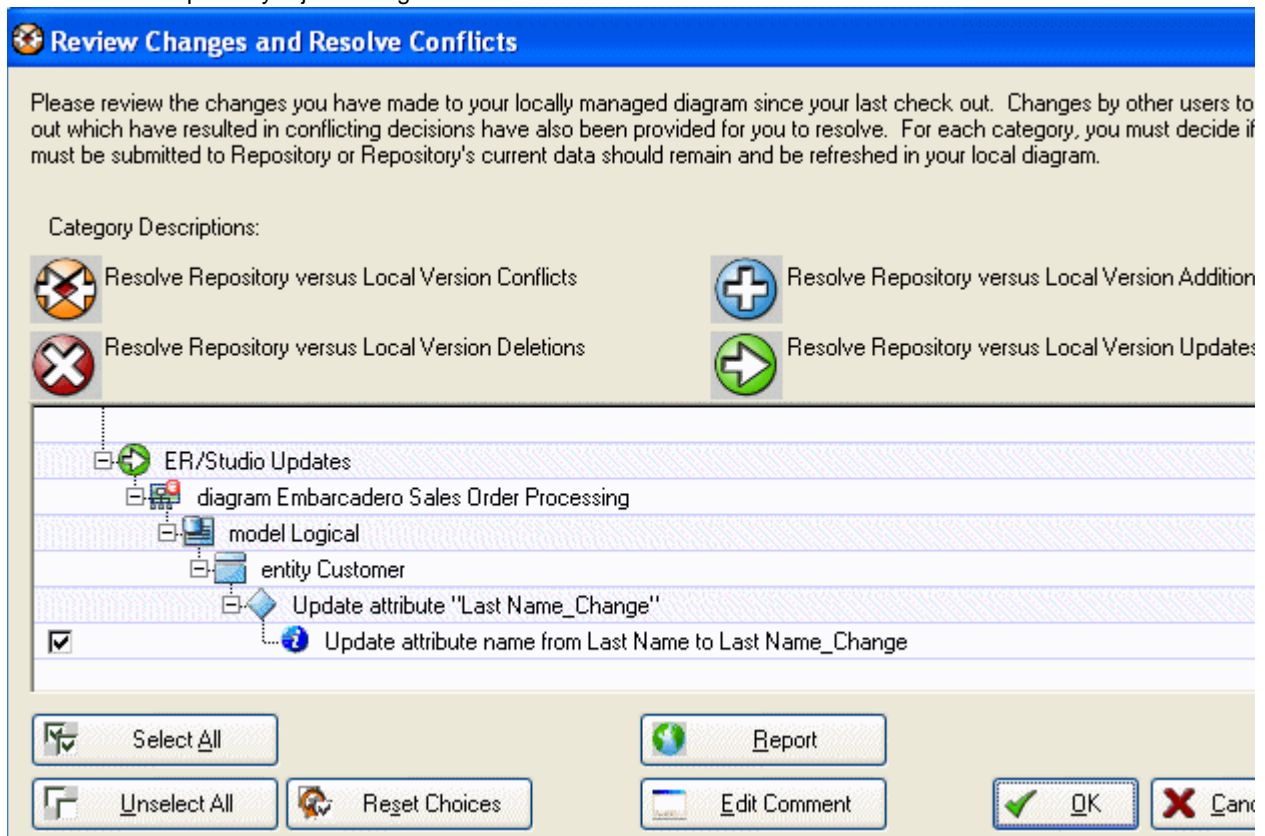 Review Changes and Resolve Conflicts
Please review the changes you have made to your locally managed diagram since your last check out. Changes by other users to
out which have resulted in conflicting decisions have also been provided for you to resolve. For each category, you must decide if
must be submitted to Repository or Repository's current data should remain and be refreshed in your local diagram.
Category Descriptions:
Resolve Repository versus Local Version Conflicts
Resolve Repository versus Local Version Addition
Resolve Repository versus Local Version Deletions
Resolve Repository versus Local Version Updates
ER/Studio Updates
diagram Embarcadero Sales Order Processing
model Logical
entity Customer
Update attribute "Last Name_Change"
Update attribute name from Last Name to Last Name_Change
Select All
Report
Unselect All
Reset Choices
Edit Comment
OK
Canc